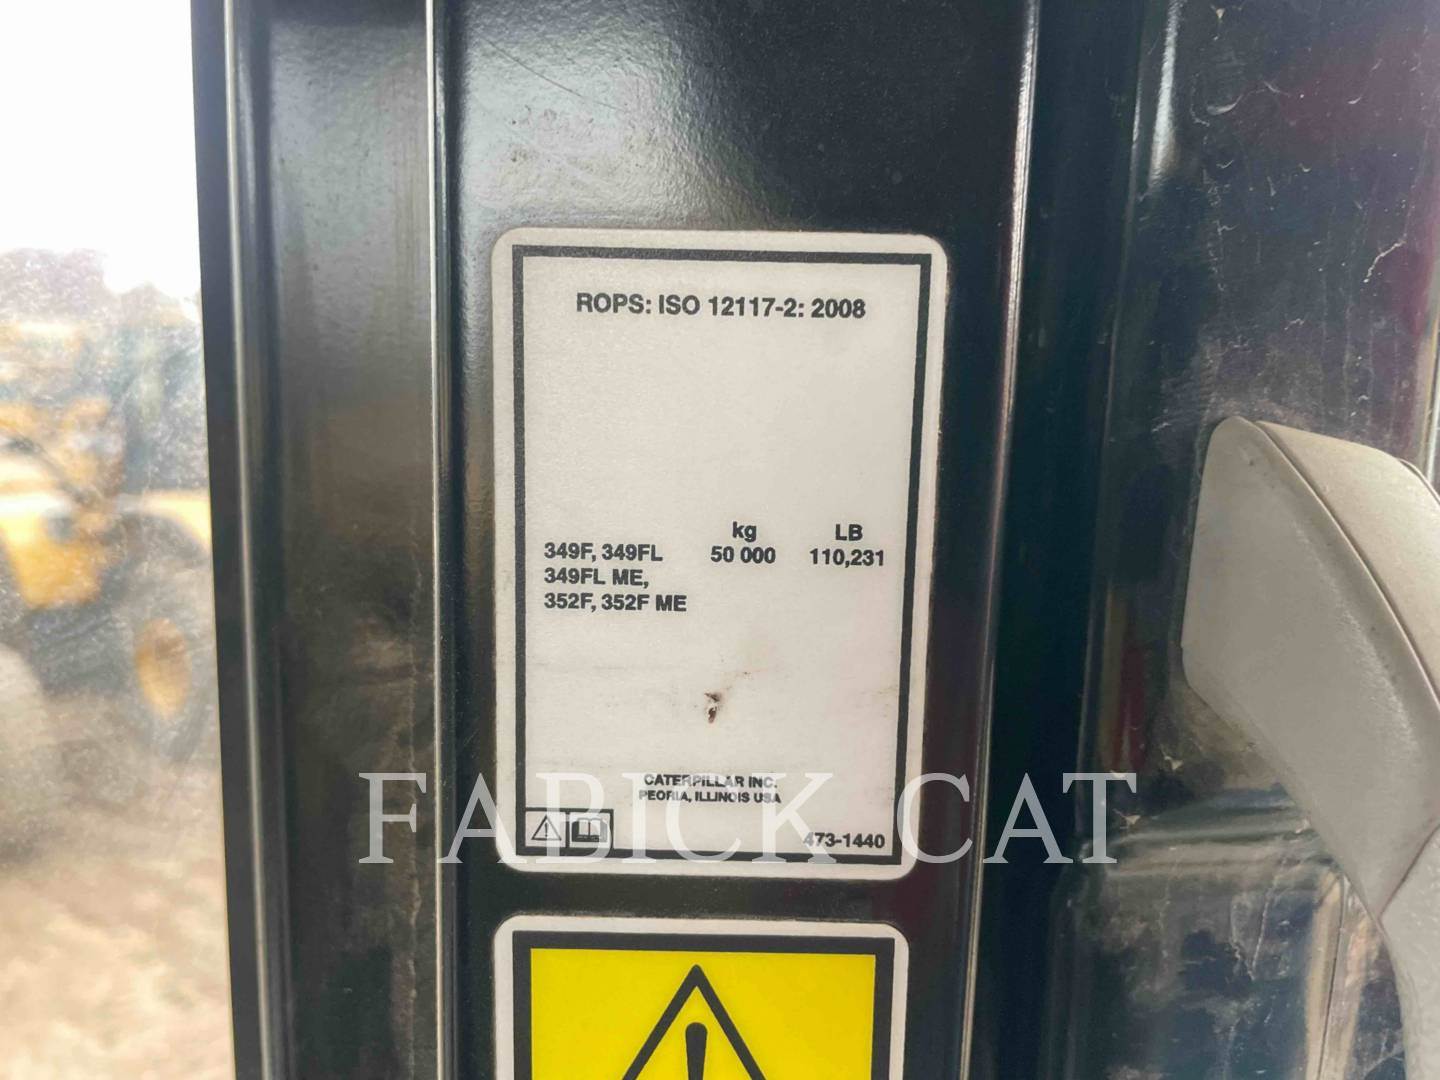 ROPS: ISO 12117-2: 2008
kg LB
349F, 349FL 50 000 110,231
349FL ME,
352F, 352F ME
CATERPILLAR INC.
PEORIA, ILLINOIS USA
473-1440
FABICK CAT